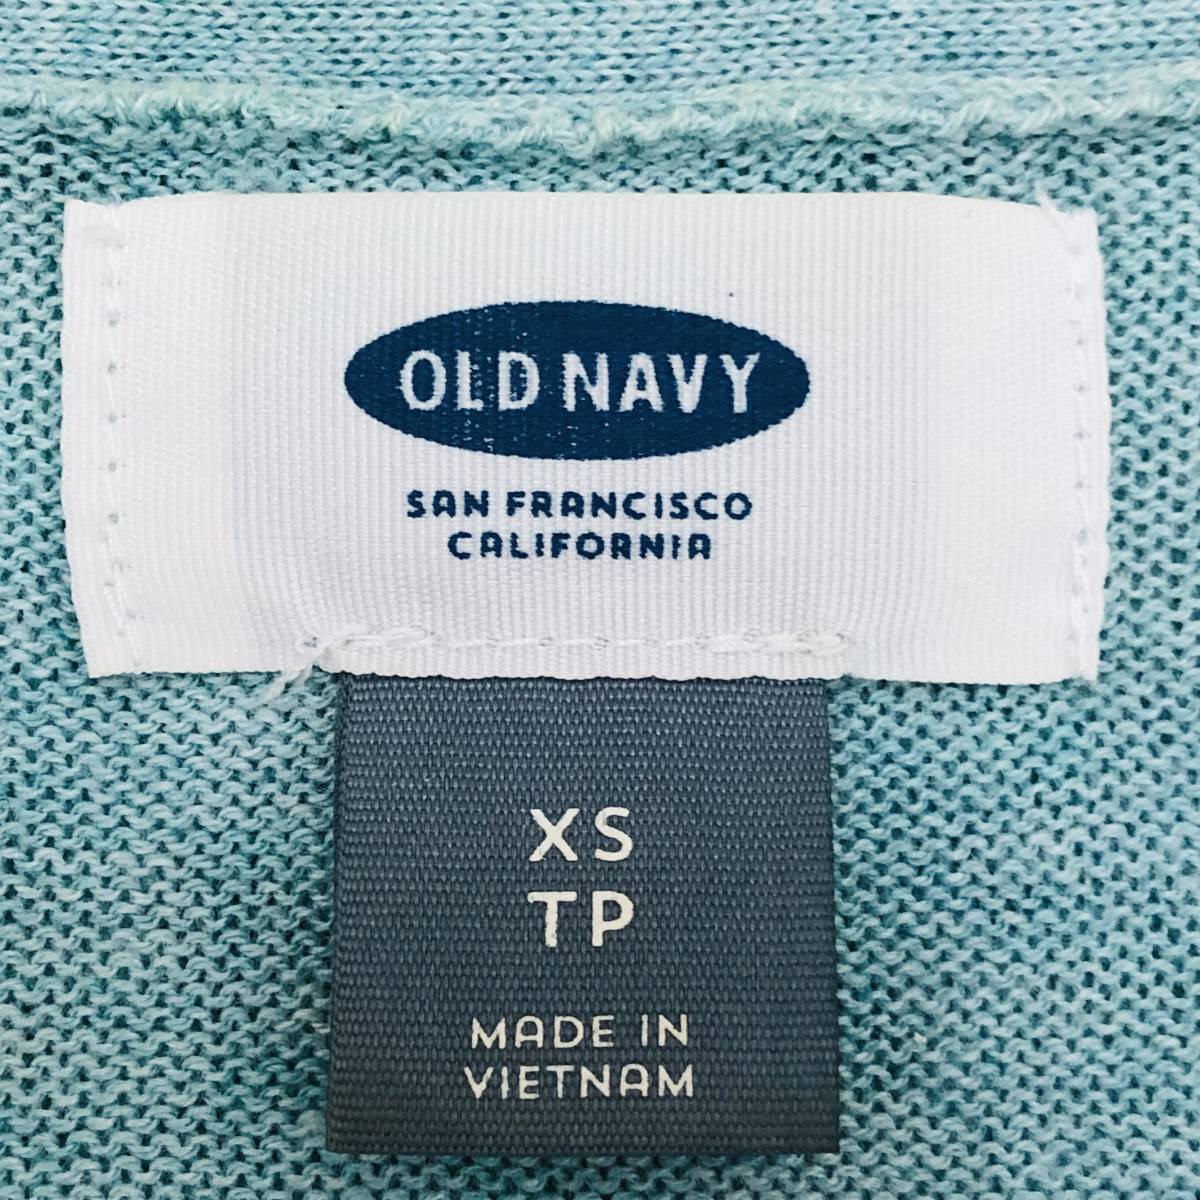 OLD NAVY
SAN FRANCISCO
CALIFORNIA
XS
TP
MADE IN
VIETNAM